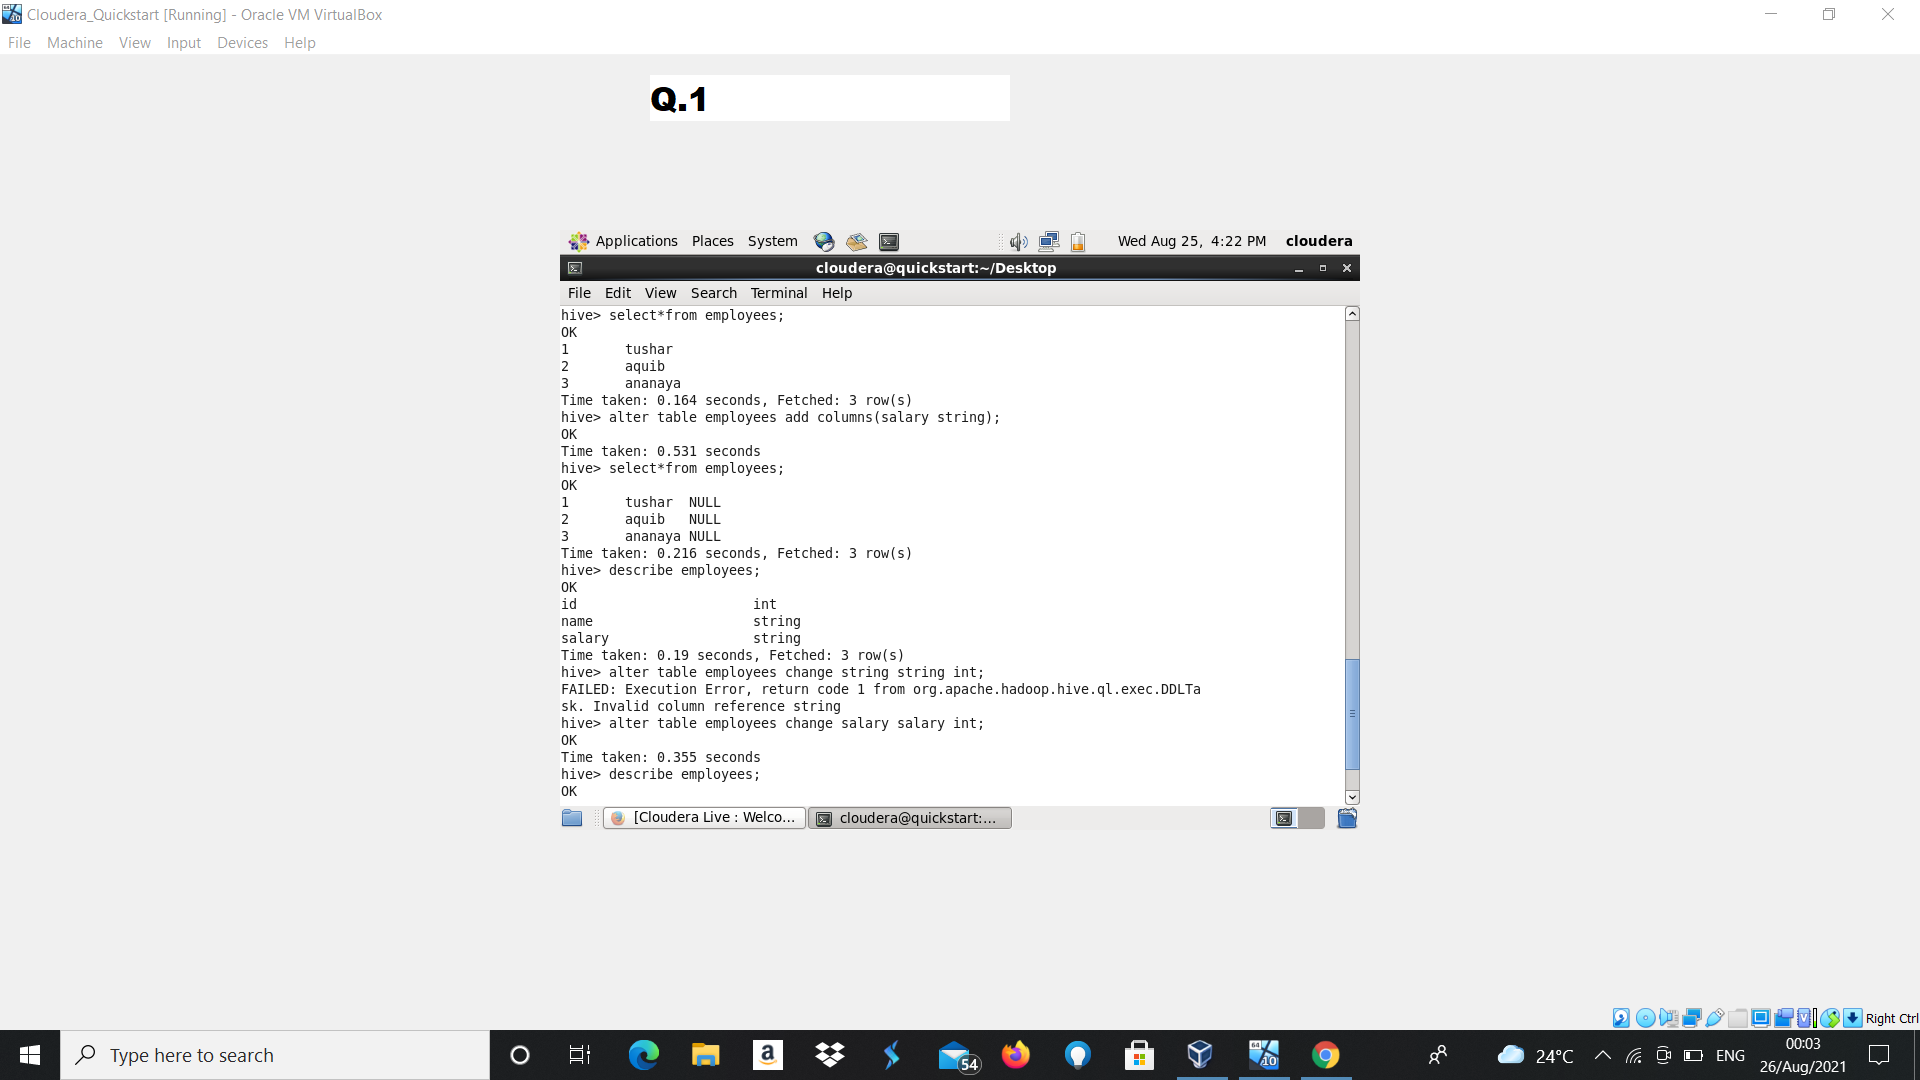 Cloudera_Quickstart [Running] - Oracle VM VirtualBox
File Machine View Input Devices Help
Q.1
Applications Places System Wed Aug 25, 4:22 PM cloudera
cloudera@quickstart:~/Desktop
File Edit View Search Terminal Help
hive> select*from employees;
OK
1 tushar
2 aquib
3 ananaya
Time taken: 0.164 seconds, Fetched: 3 row(s)
hive> alter table employees add columns(salary string);
OK
Time taken: 0.531 seconds
hive> select*from employees;
OK
1 tushar NULL
2 aquib NULL
3 ananaya NULL
Time taken: 0.216 seconds, Fetched: 3 row(s)
hive> describe employees;
OK
id int
name string
salary string
Time taken: 0.19 seconds, Fetched: 3 row(s)
hive> alter table employees change string string int;
FAILED: Execution Error, return code 1 from org.apache.hadoop.hive.ql.exec.DDLTa
sk. Invalid column reference string
hive> alter table employees change salary salary int;
OK
Time taken: 0.355 seconds
hive> describe employees;
OK
[Cloudera Live : Welco... cloudera@quickstart:...
Right Ctrl
Type here to search 54 24°C ENG 00:03
26/Aug/2021